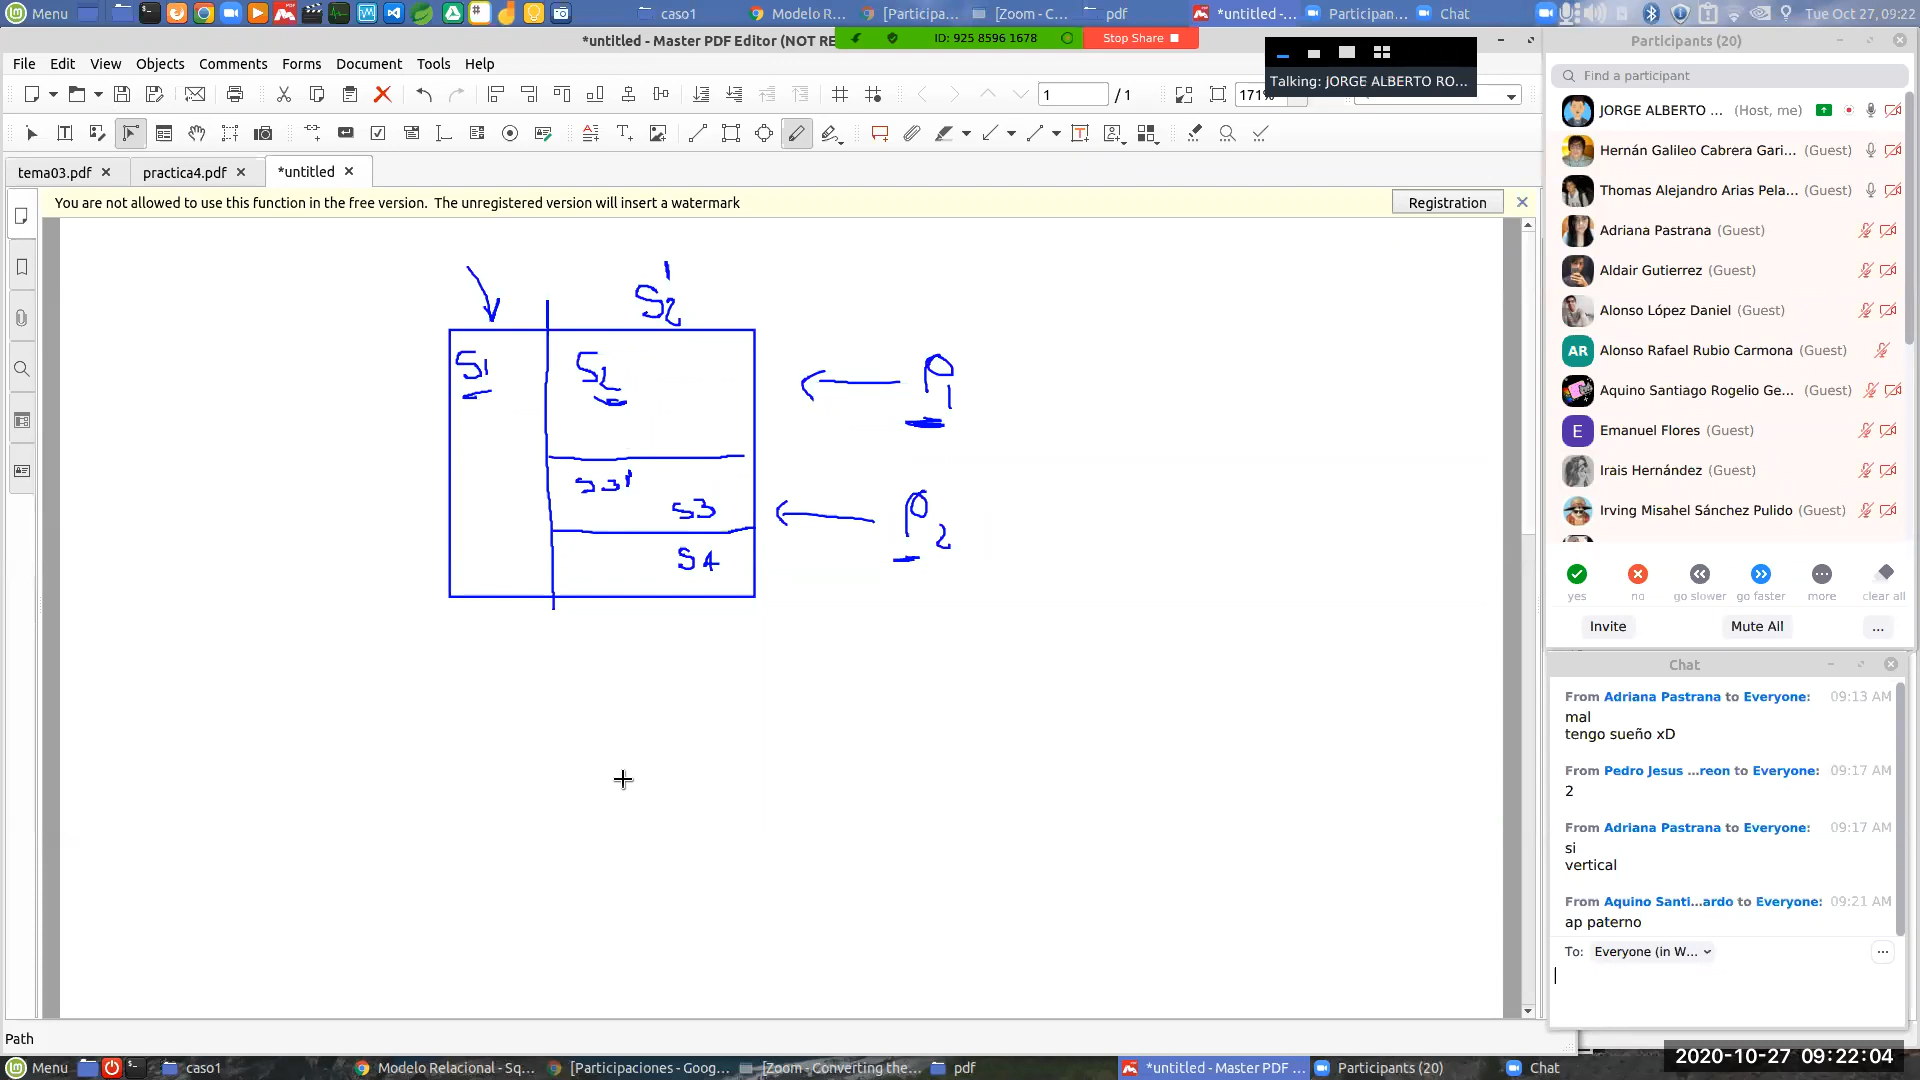 Menu
caso1
Modelo R...
[Participa...
[Zoom - C...
pdf
*untitled -...
Participan...
Chat
Tue Oct 27, 09:22
*untitled - Master PDF Editor (NOT RE
ID: 925 8596 1678
Stop Share
Talking: JORGE ALBERTO RO...
File Edit View Objects Comments Forms Document Tools Help
1 / 1
171%
tema03.pdf
practica4.pdf
*untitled
You are not allowed to use this function in the free version. The unregistered version will insert a watermark
Registration
S2'
S1
S2
P1
S3'
S3
P2
S4
Path
Participants (20)
Find a participant
JORGE ALBERTO ... (Host, me)
Hernán Galileo Cabrera Gari... (Guest)
Thomas Alejandro Arias Pela... (Guest)
Adriana Pastrana (Guest)
Aldair Gutierrez (Guest)
Alonso López Daniel (Guest)
AR Alonso Rafael Rubio Carmona (Guest)
Aquino Santiago Rogelio Ge... (Guest)
E Emanuel Flores (Guest)
Irais Hernández (Guest)
Irving Misahel Sánchez Pulido (Guest)
yes no go slower go faster more clear all
Invite Mute All ...
Chat
From Adriana Pastrana to Everyone: 09:13 AM
mal
tengo sueño xD
From Pedro Jesus ...reon to Everyone: 09:17 AM
2
From Adriana Pastrana to Everyone: 09:17 AM
si
vertical
From Aquino Santi...ardo to Everyone: 09:21 AM
ap paterno
To: Everyone (in W...
Menu
caso1
Modelo Relacional - Sq...
[Participaciones - Goog...
[Zoom - Converting the...
pdf
*untitled - Master PDF ...
Participants (20)
Chat
2020-10-27 09:22:04